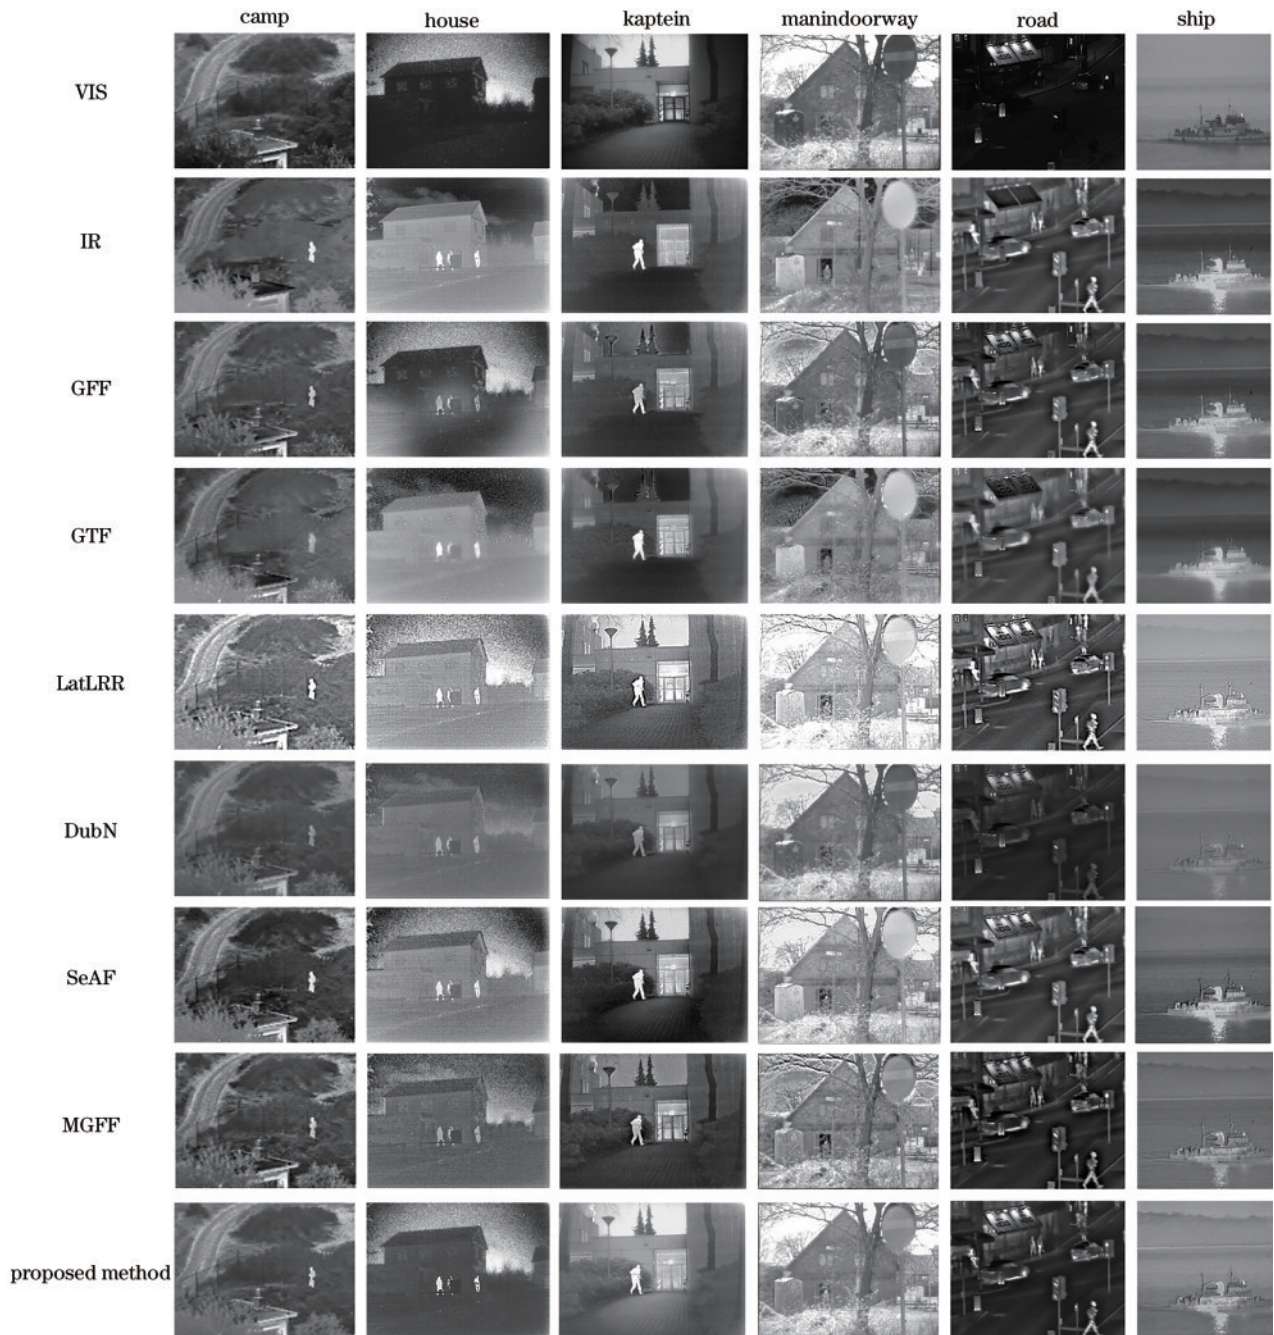 camp house kaptein manindoorway road ship
VIS
IR
GFF
GTF
LatLRR
DubN
SeAF
MGFF
proposed method